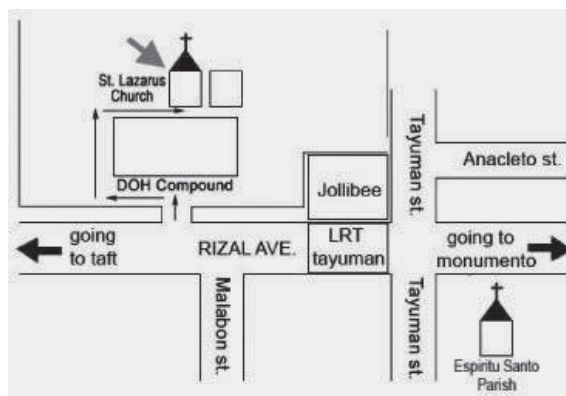 St. Lazarus
Church
DOH Compound
Jollibee
Tayuman st.
Anacleto st.
going
to taft
RIZAL AVE.
LRT
tayuman
going to
monumento
Malabon st.
Tayuman st.
Espiritu Santo
Parish